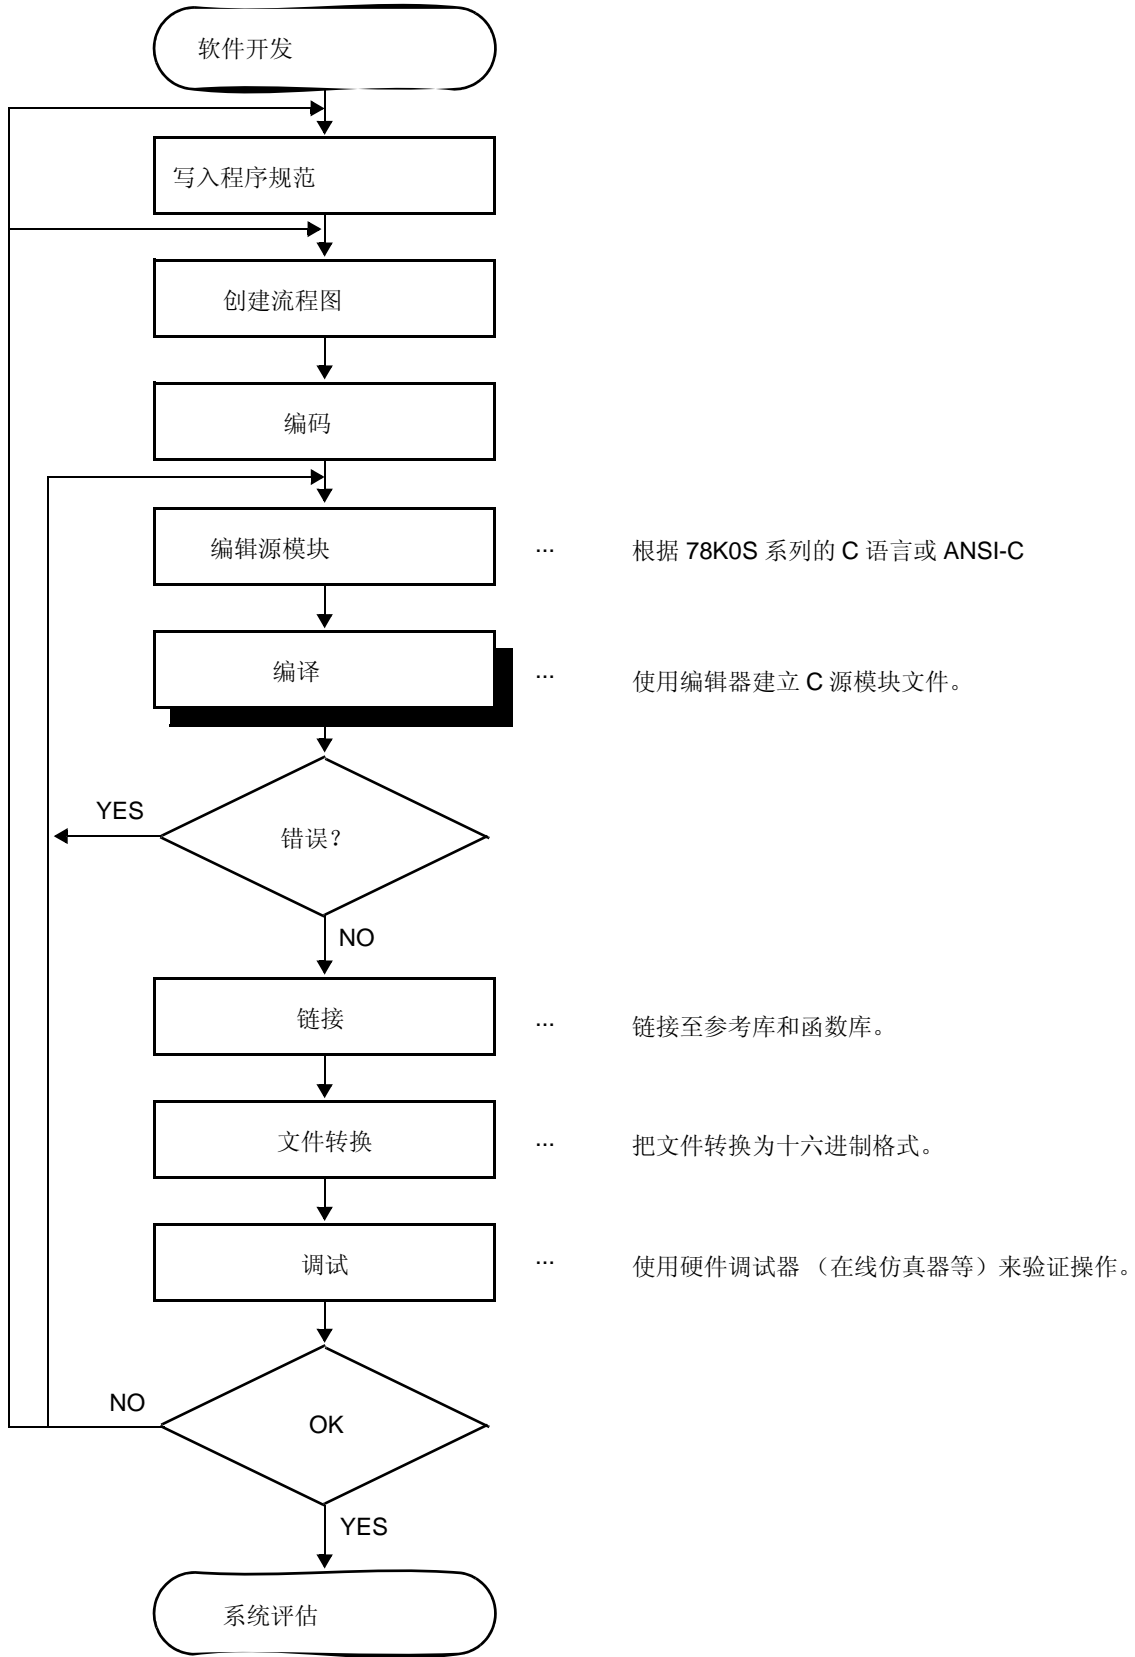 软件开发
写入程序规范
创建流程图
编码
编辑源模块 ... 根据 78K0S 系列的 C 语言或 ANSI-C
编译 ... 使用编辑器建立 C 源模块文件。
YES
错误？
NO
链接 ... 链接至参考库和函数库。
文件转换 ... 把文件转换为十六进制格式。
调试 ... 使用硬件调试器 （在线仿真器等）来验证操作。
NO
OK
YES
系统评估